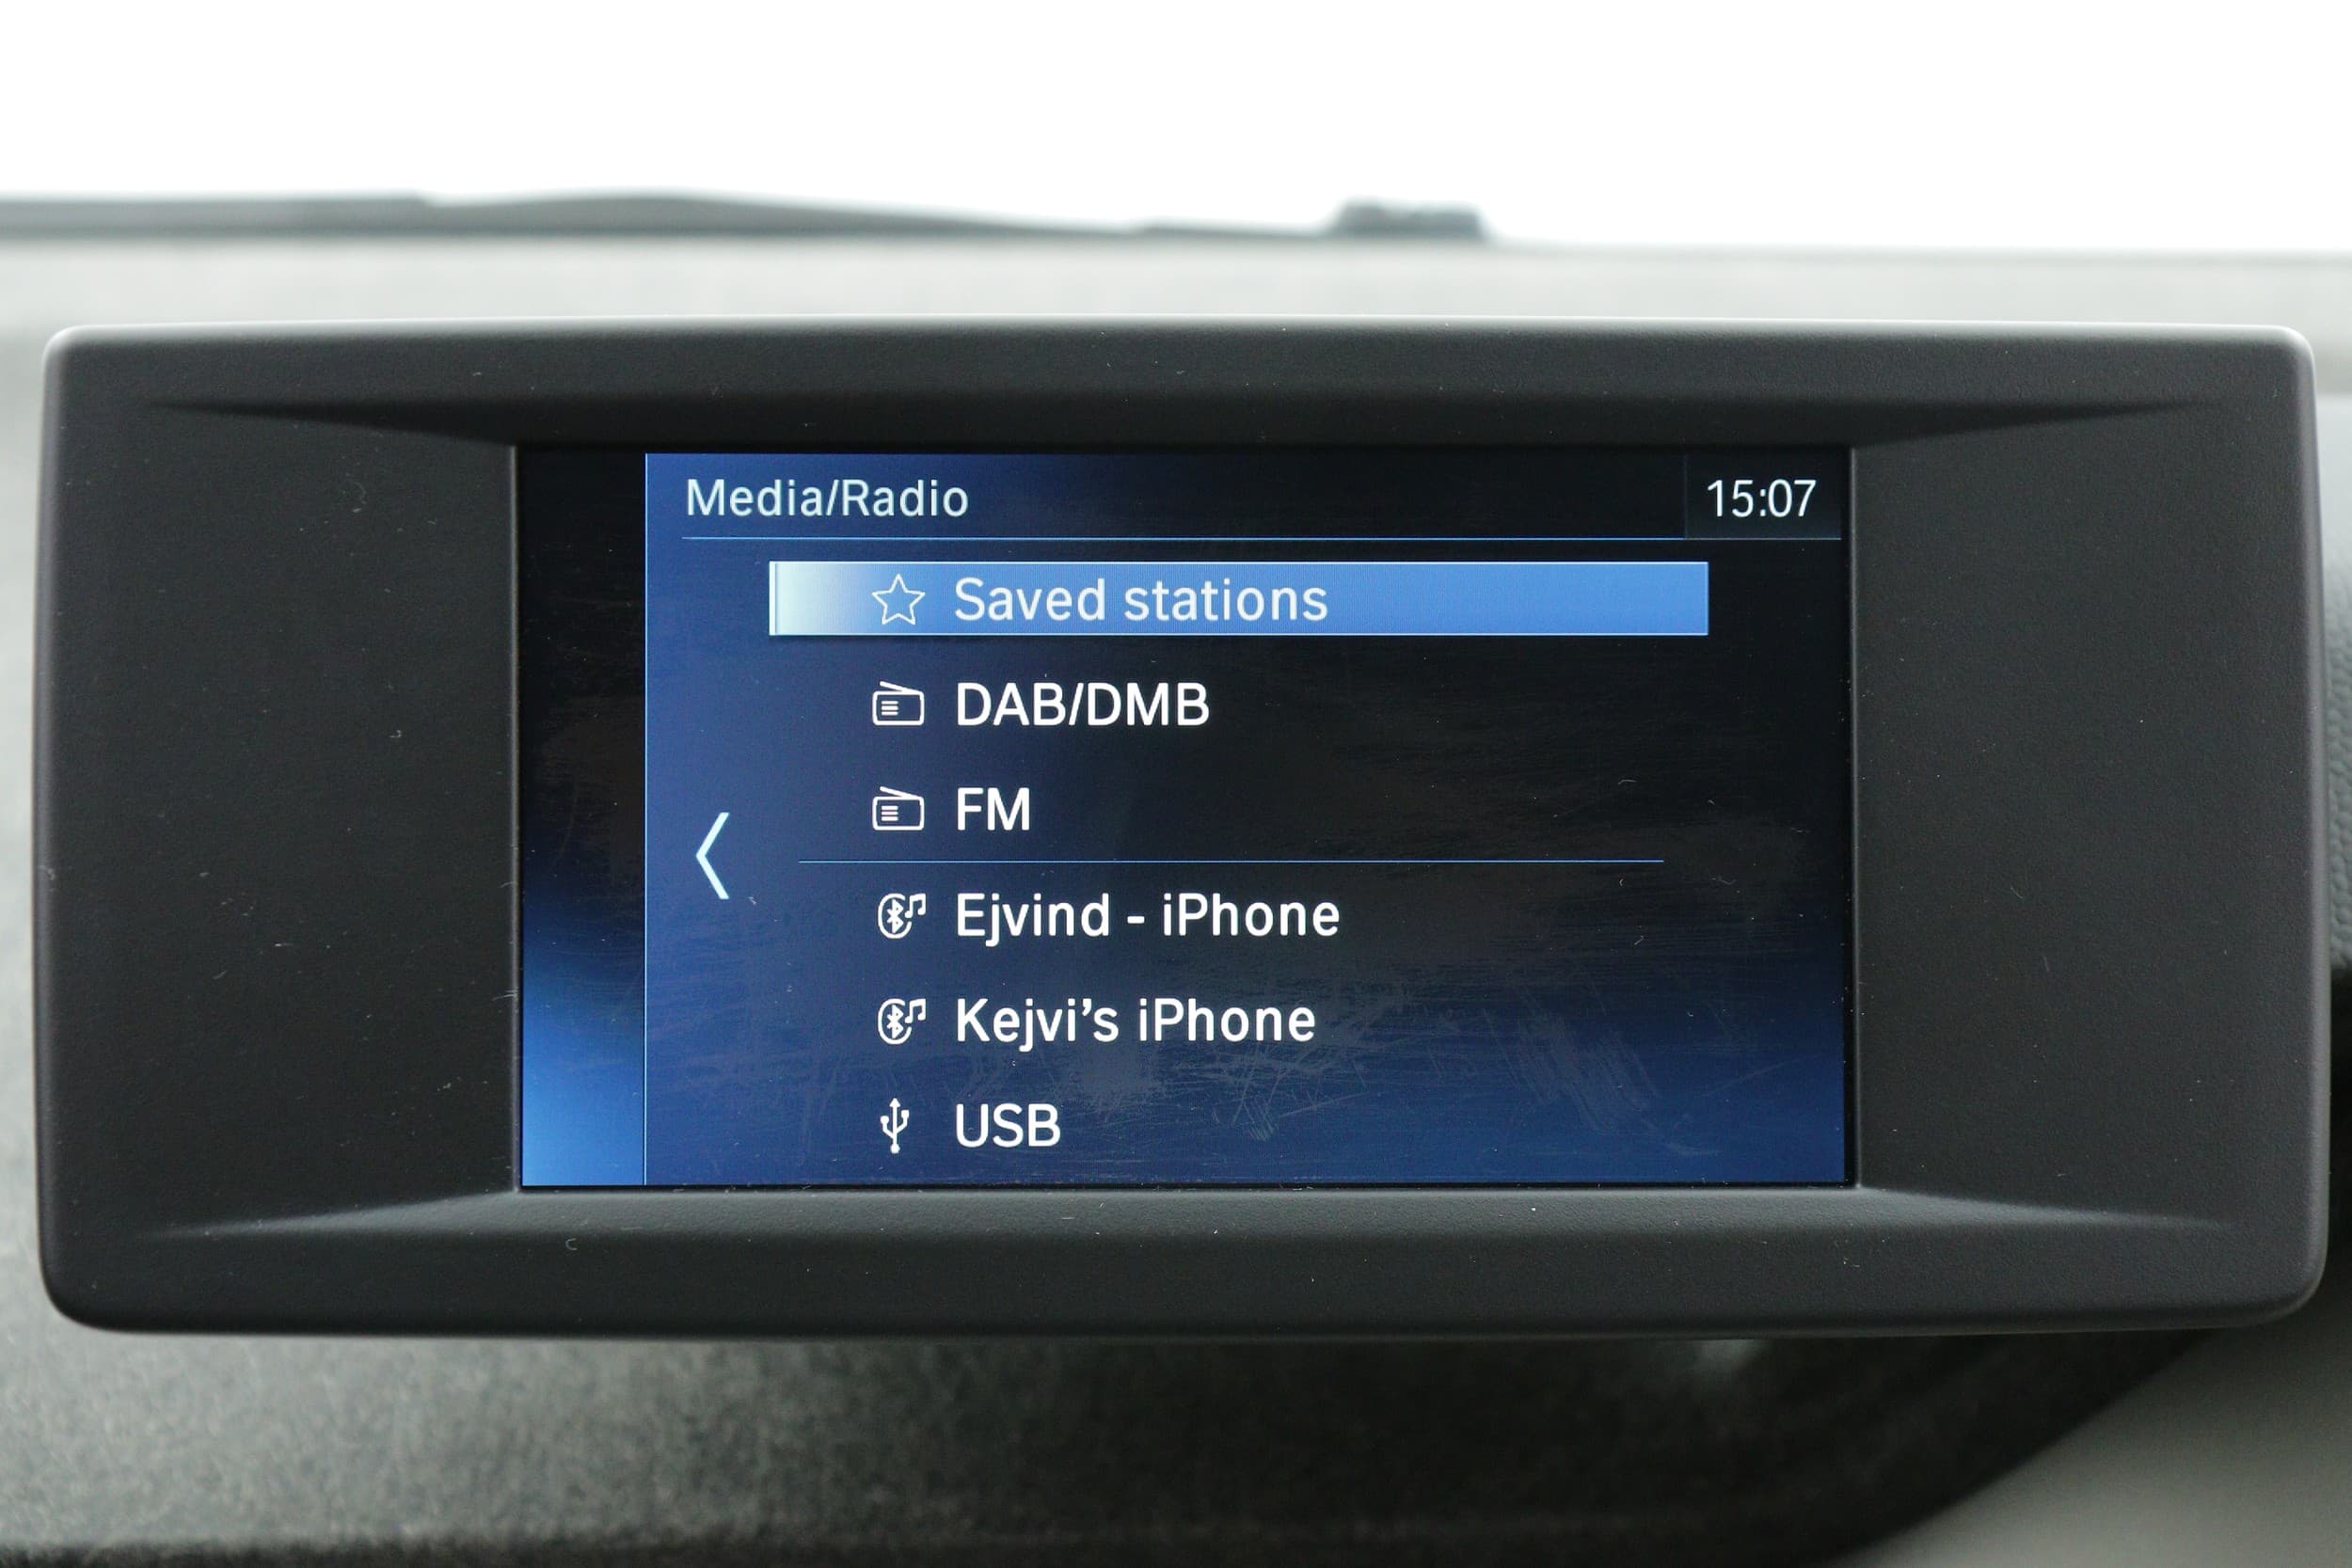 Media/Radio
15:07
Saved stations
DAB/DMB
FM
Ejvind - iPhone
Kejvi’s iPhone
USB